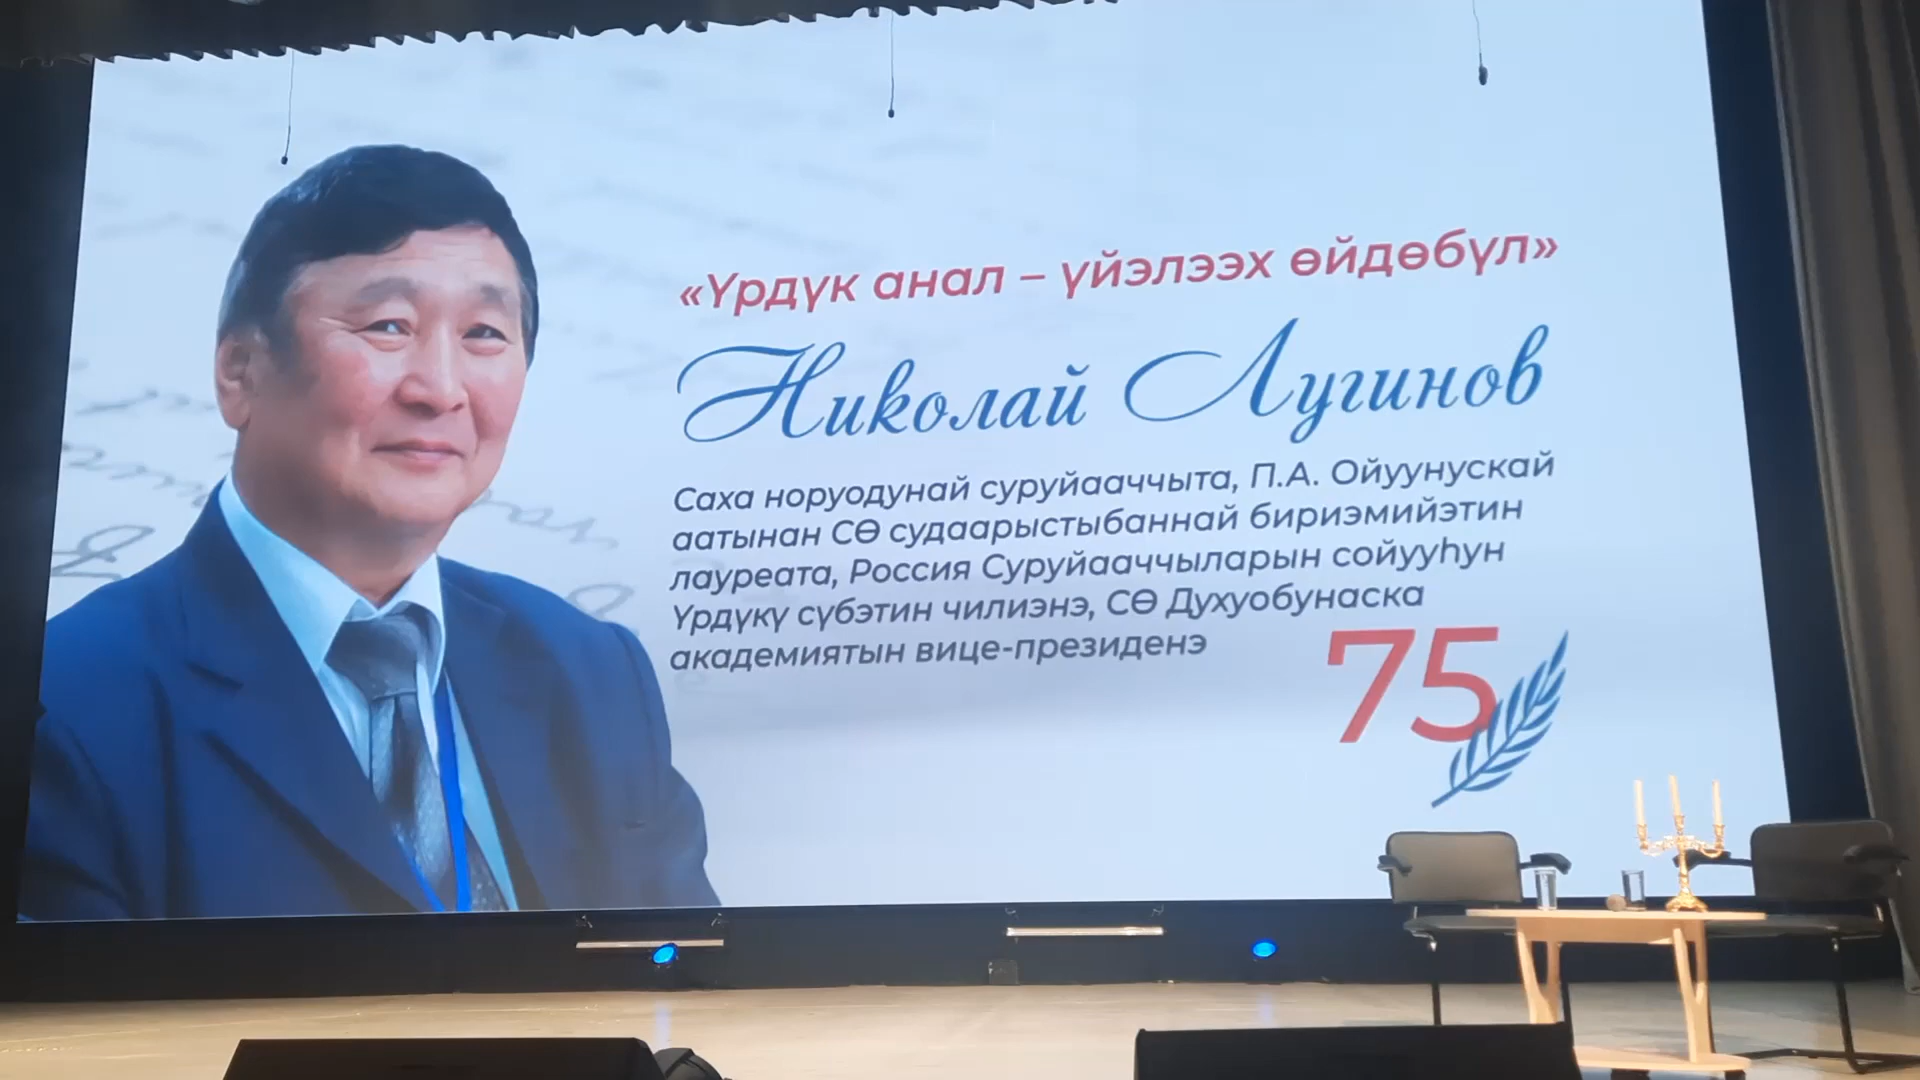 «Үрдүк анал – үйэлээх өйдөбүл»
Николай Лугинов
Саха норуодунай суруйааччыта, П.А. Ойуунускай
аатынан СӨ судаарыстыбаннай бириэмийэтин
лауреата, Россия Суруйааччыларын сойууһун
Үрдүкү сүбэтин чилиэнэ, СӨ Духуобунаска
академиятын вице-президенэ
75